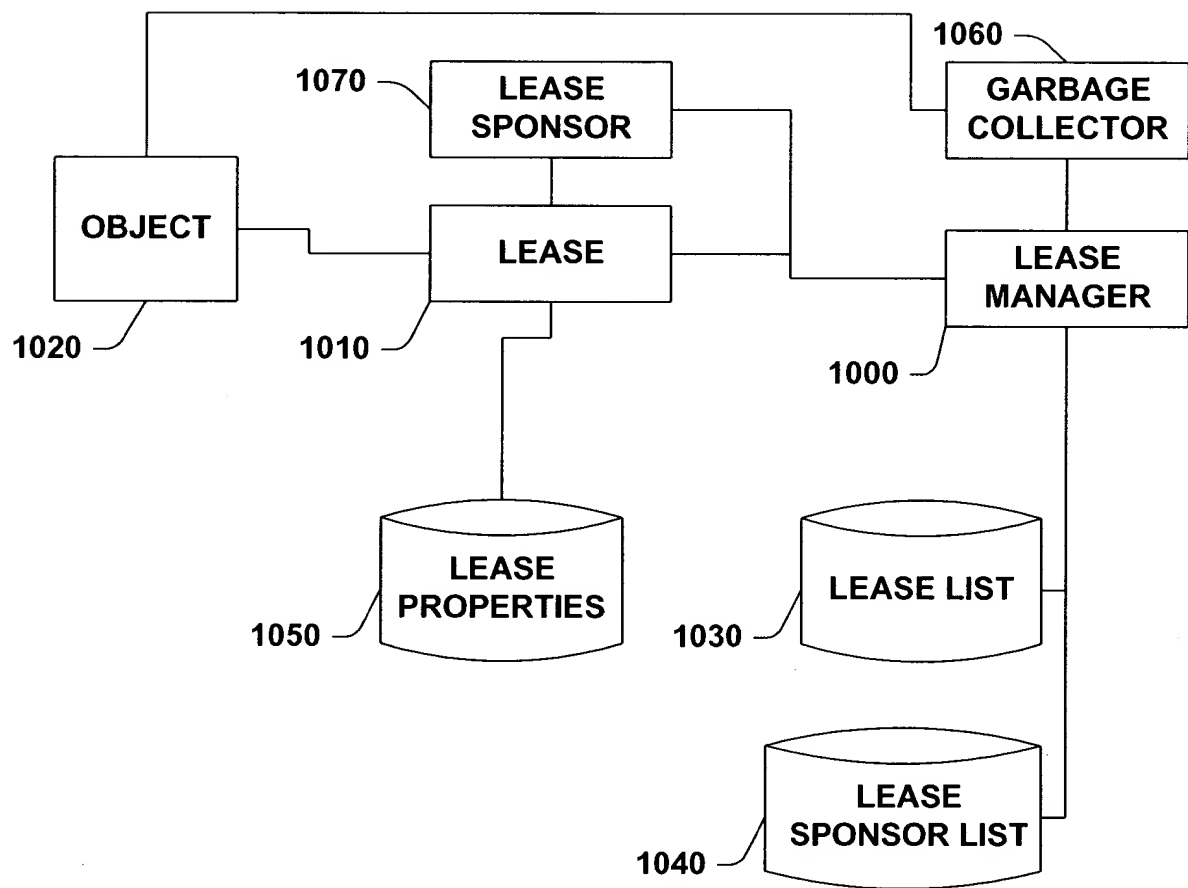 1060
1070
LEASE
SPONSOR
GARBAGE
COLLECTOR
OBJECT
LEASE
LEASE
MANAGER
1020
1010
1000
LEASE
PROPERTIES
LEASE LIST
1050
1030
LEASE
SPONSOR LIST
1040